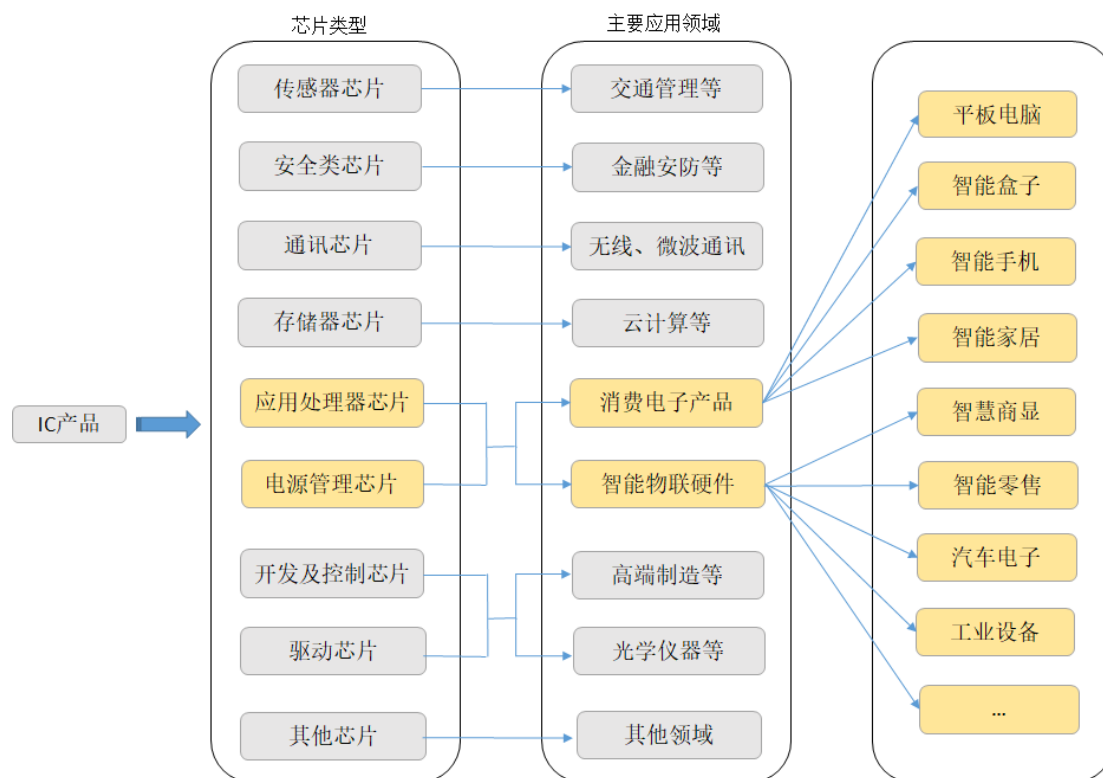 芯片类型
主要应用领域
传感器芯片
交通管理等
平板电脑
安全类芯片
金融安防等
智能盒子
通讯芯片
无线、微波通讯
智能手机
存储器芯片
云计算等
智能家居
IC产品
应用处理器芯片
消费电子产品
智慧商显
电源管理芯片
智能物联硬件
智能零售
开发及控制芯片
高端制造等
汽车电子
驱动芯片
光学仪器等
工业设备
其他芯片
其他领域
...